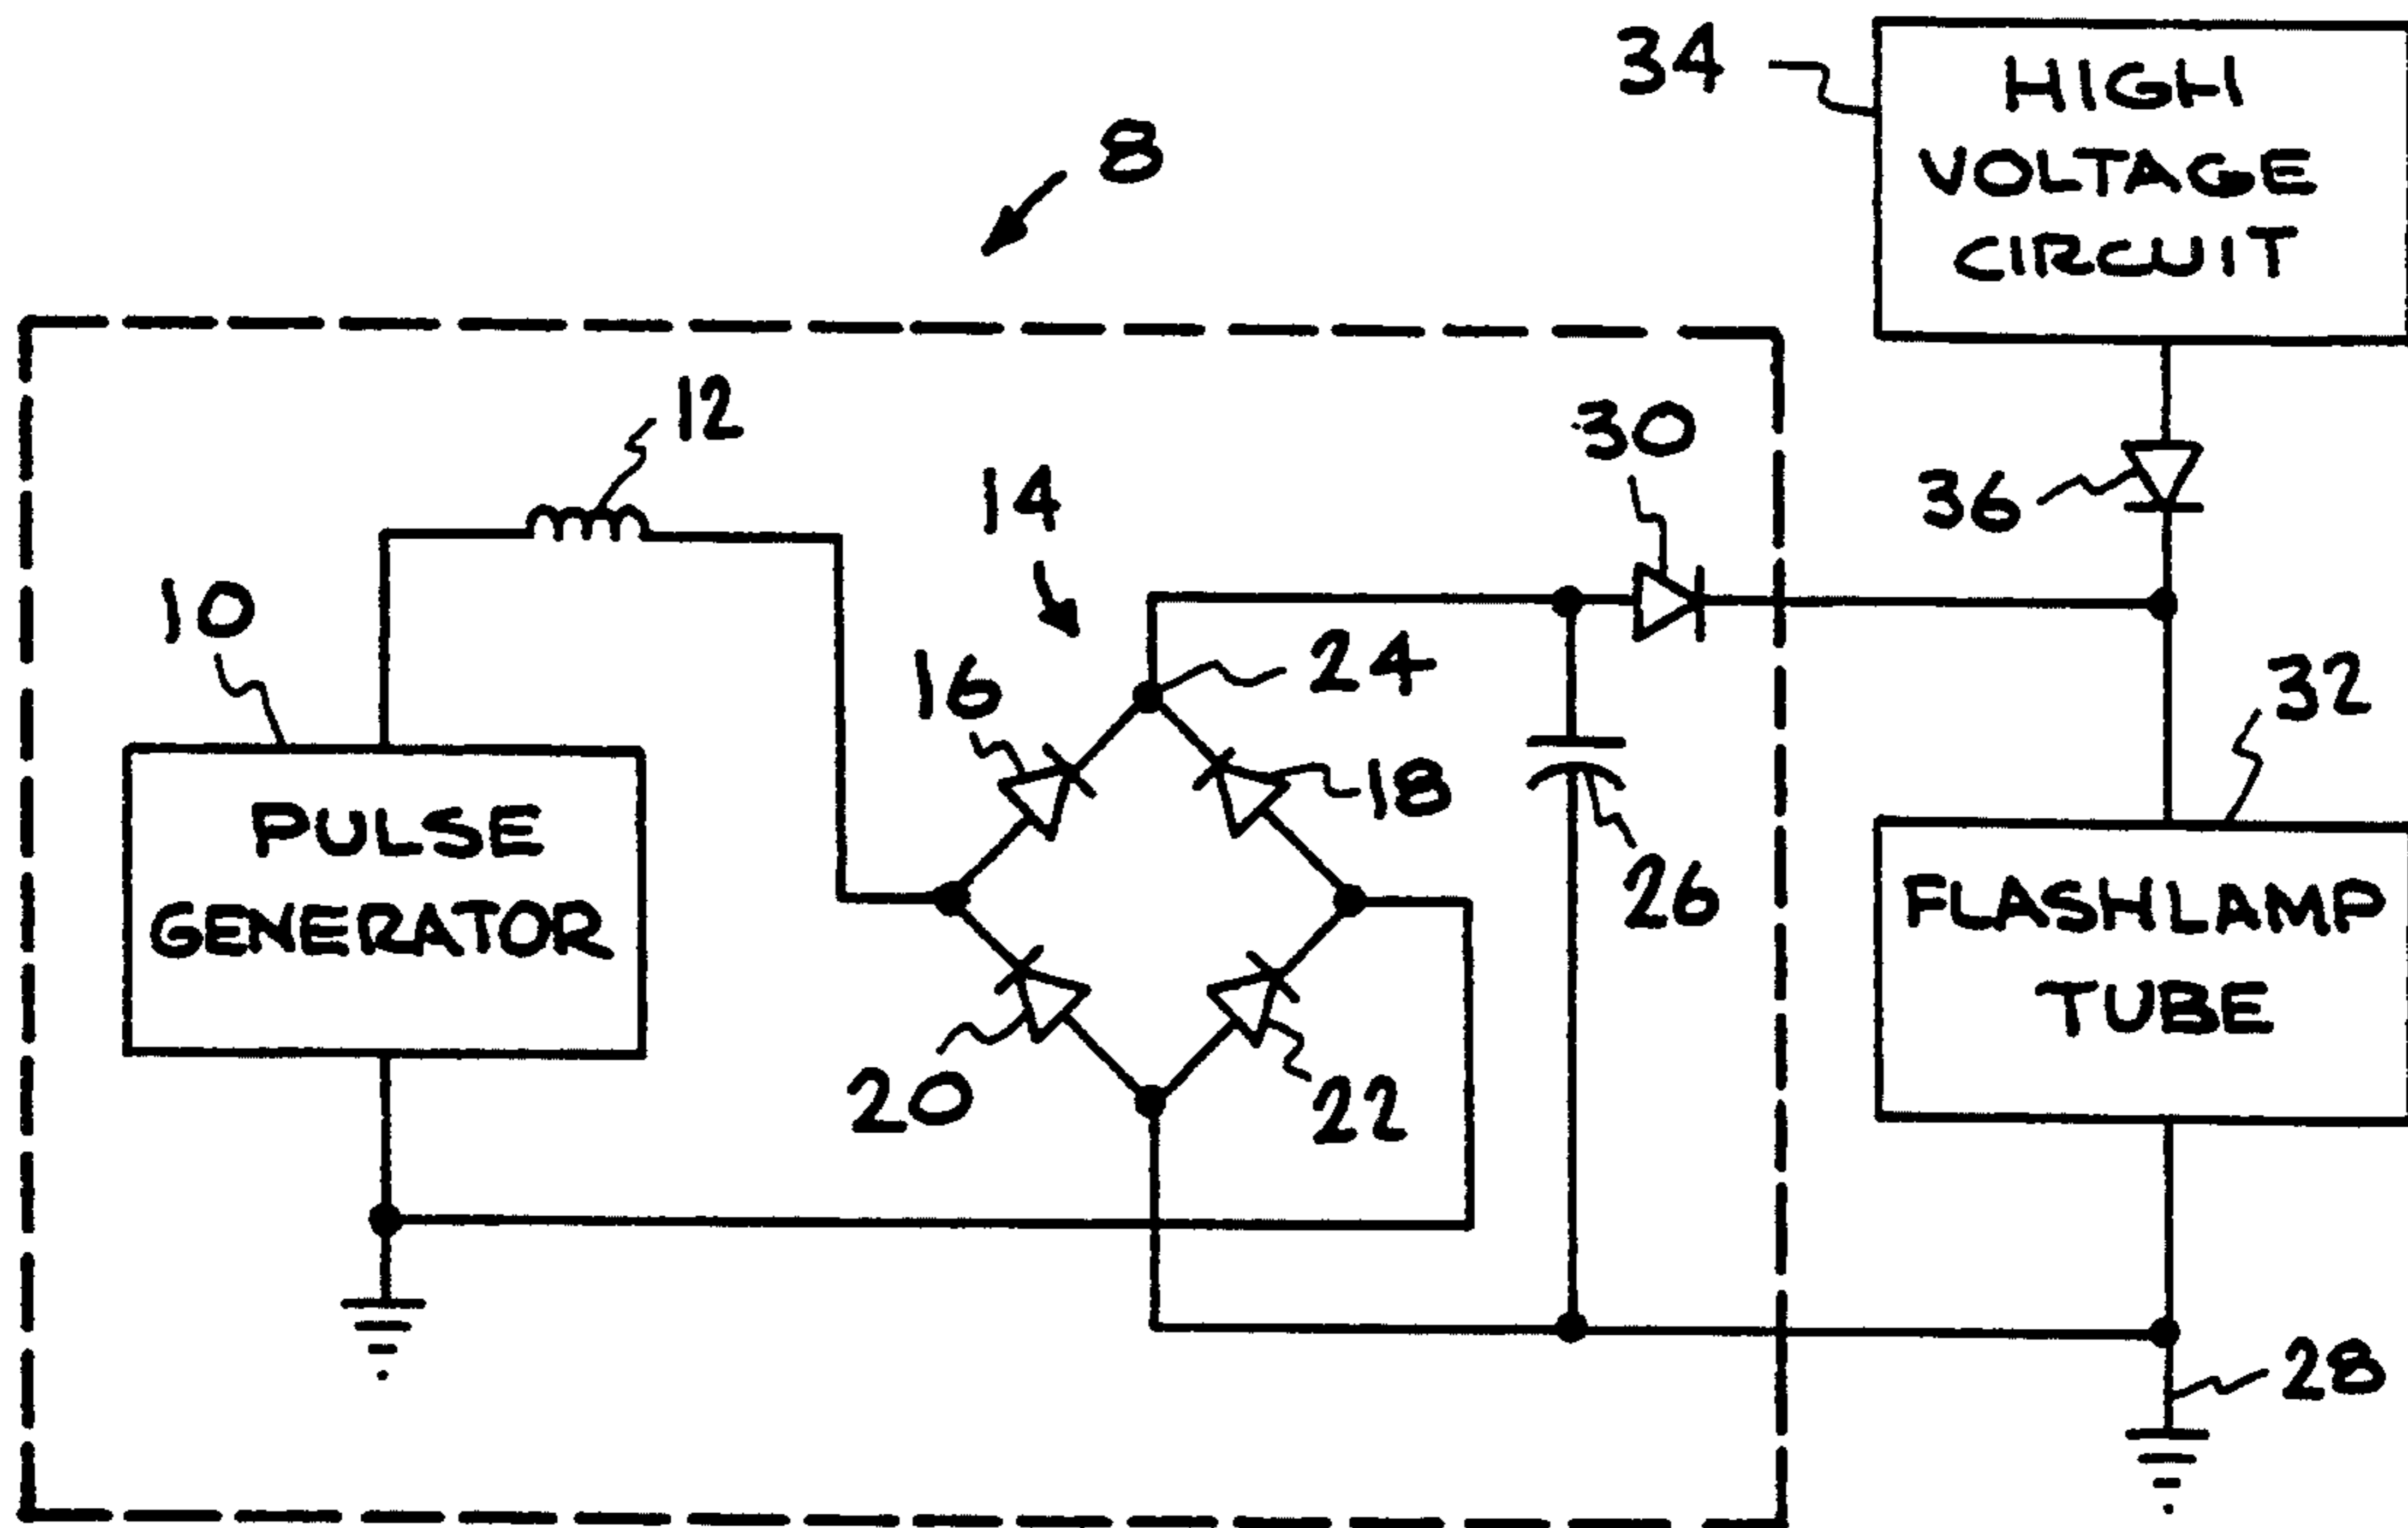 34
HIGH
VOLTAGE
CIRCUIT
8
12
30
14
36
10
24
16
32
18
PULSE
GENERATOR
26
FLASHLAMP
TUBE
20
22
28